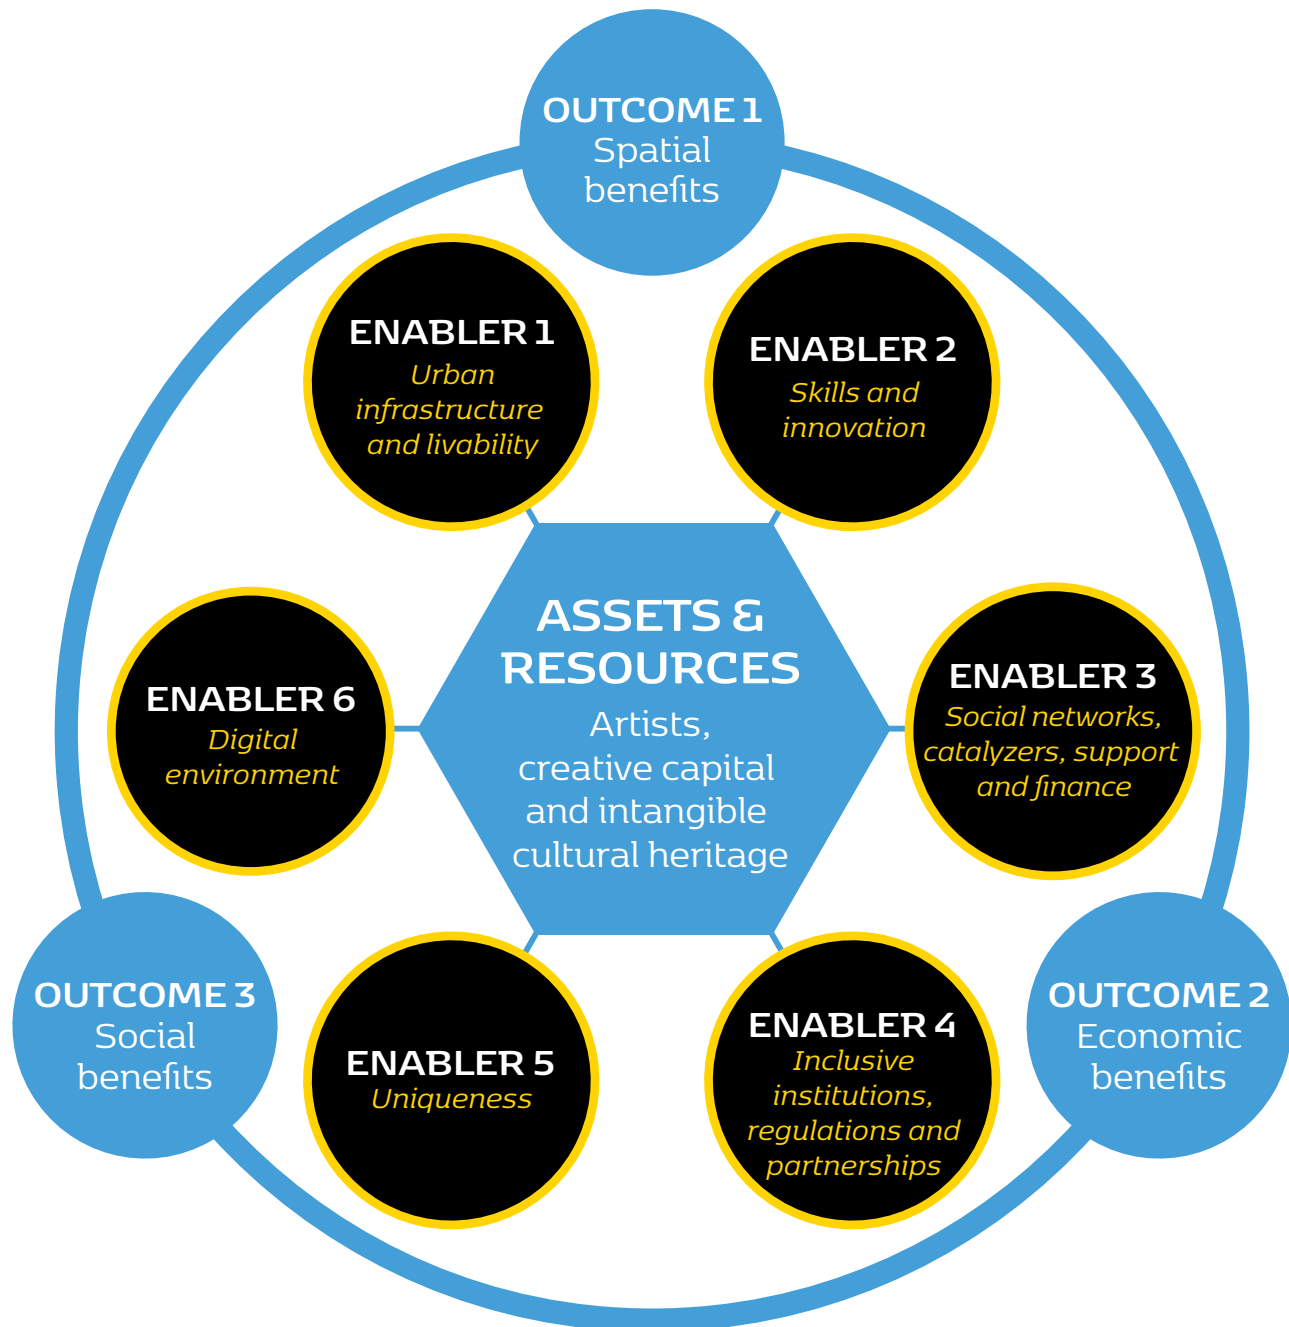 OUTCOME 1
Spatial
benefits
ENABLER 1
Urban
infrastructure
and livability
ENABLER 2
Skills and
innovation
ASSETS &
RESOURCES
Artists,
creative capital
and intangible
cultural heritage
ENABLER 3
Social networks,
catalyzers, support
and finance
ENABLER 6
Digital
environment
OUTCOME 3
Social
benefits
ENABLER 5
Uniqueness
ENABLER 4
Inclusive
institutions,
regulations and
partnerships
OUTCOME 2
Economic
benefits